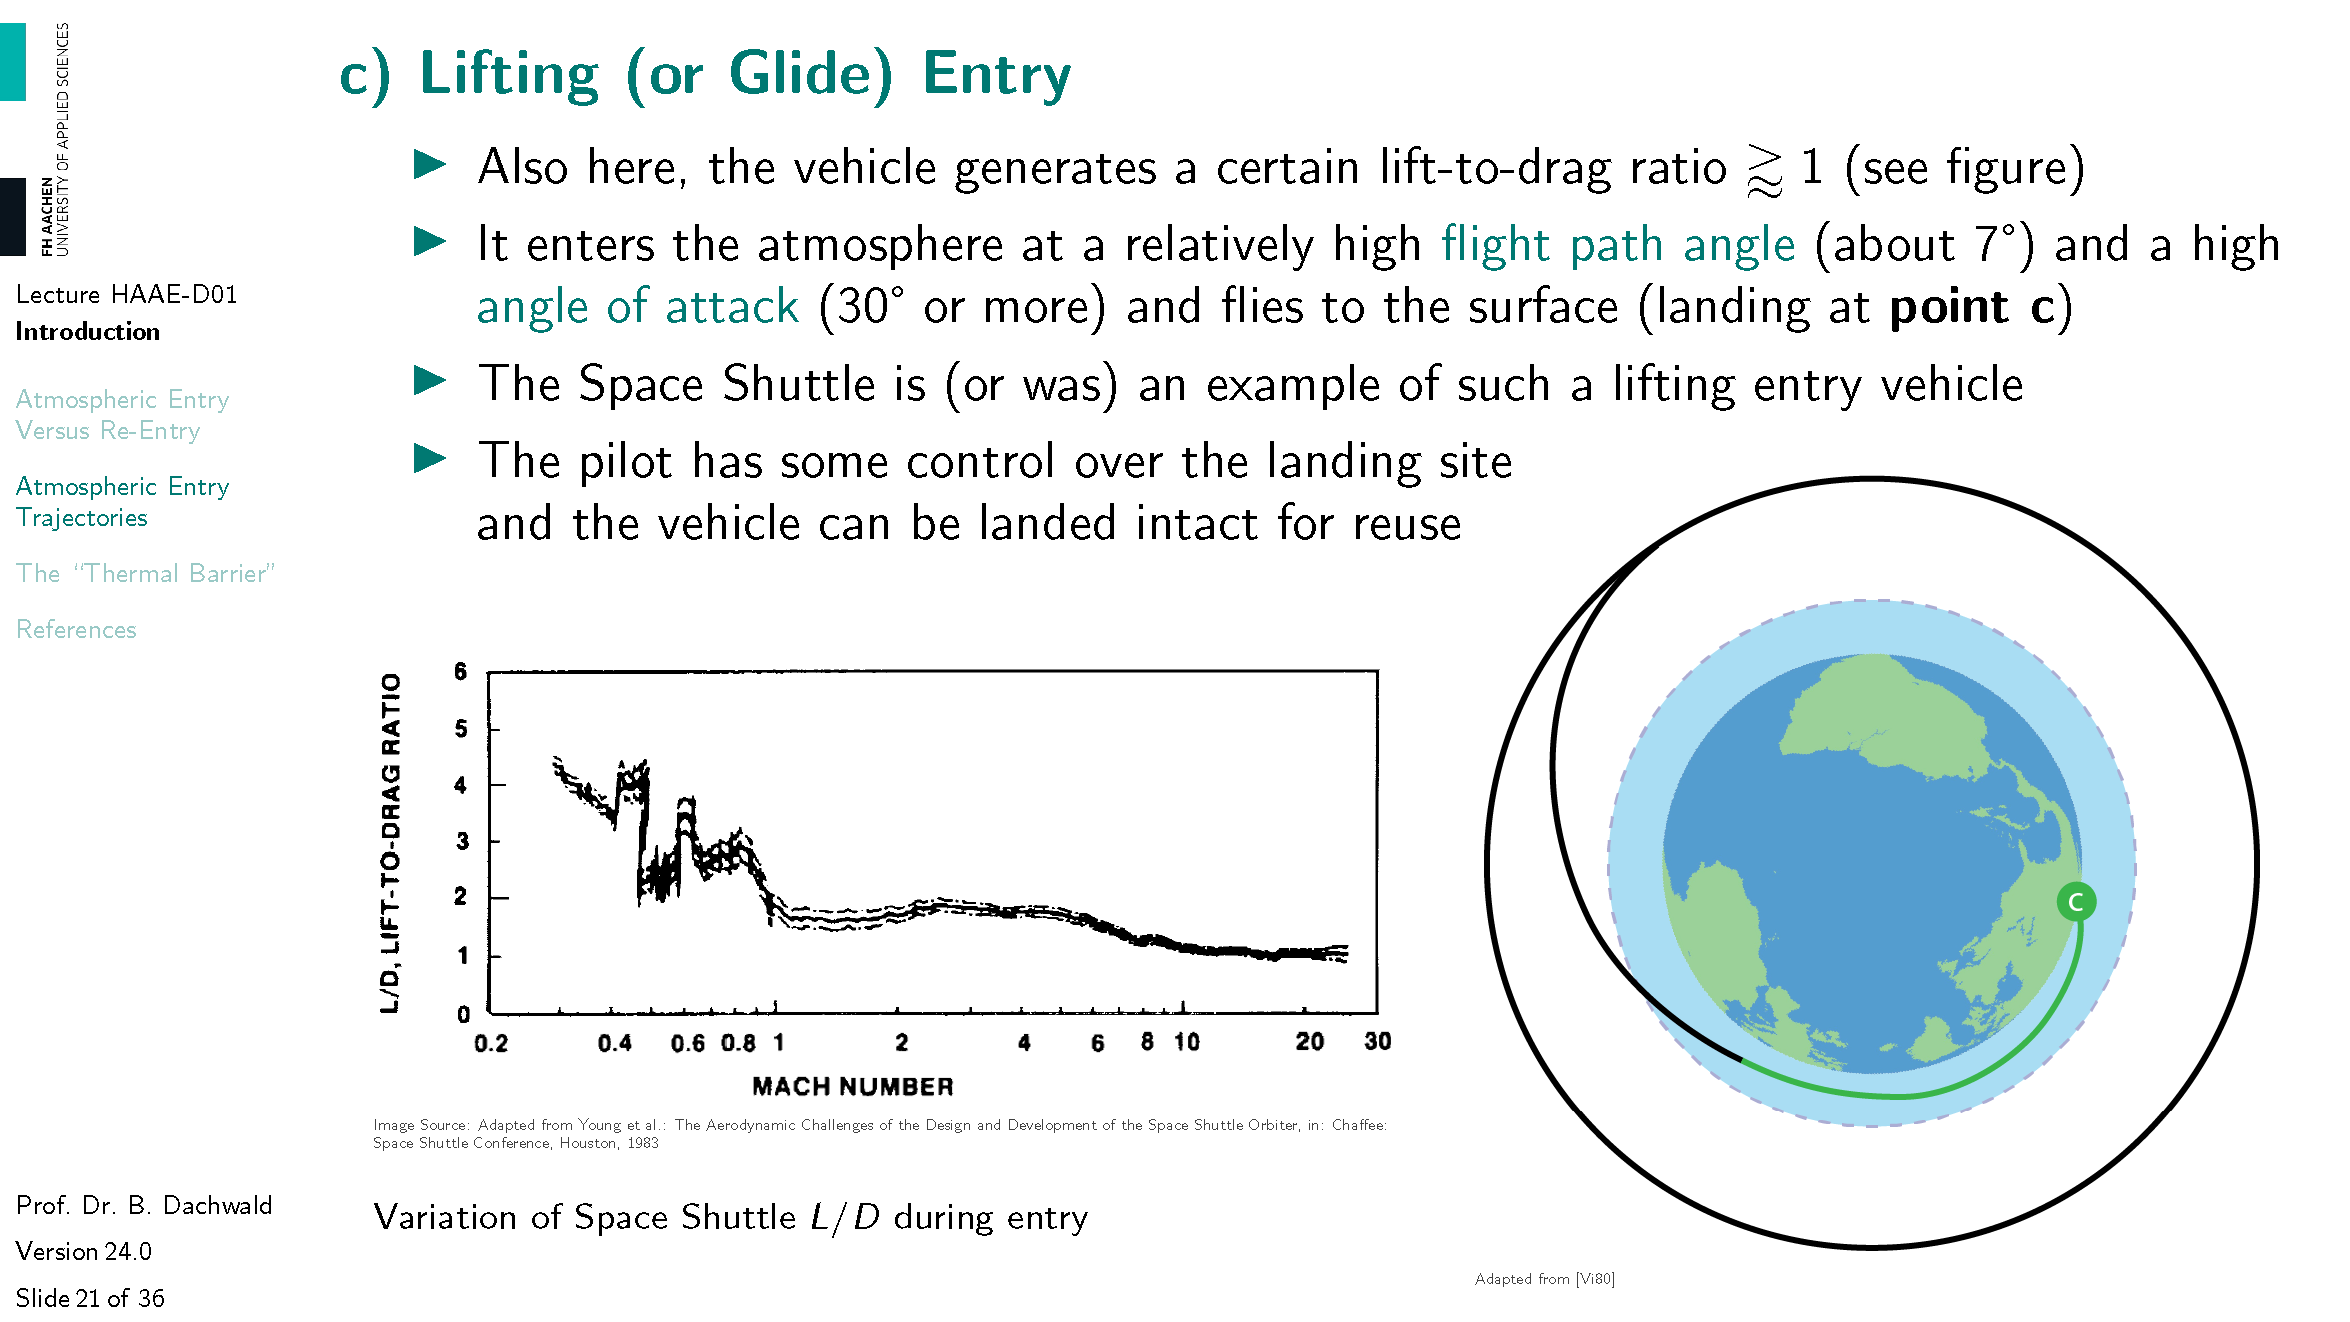 FH AACHEN
UNIVERSITY OF APPLIED SCIENCES
Lecture HAAE-D01
Introduction
Atmospheric Entry
Versus Re-Entry
Atmospheric Entry
Trajectories
The “Thermal Barrier”
References
Prof. Dr. B. Dachwald
Version 24.0
Slide 21 of 36
c) Lifting (or Glide) Entry
▶ Also here, the vehicle generates a certain lift-to-drag ratio ⪆ 1 (see figure)
▶ It enters the atmosphere at a relatively high flight path angle (about 7°) and a high
angle of attack (30° or more) and flies to the surface (landing at point c)
▶ The Space Shuttle is (or was) an example of such a lifting entry vehicle
▶ The pilot has some control over the landing site
and the vehicle can be landed intact for reuse
L/D, LIFT-TO-DRAG RATIO
6
5
4
3
2
1
0
0.2 0.4 0.6 0.8 1 2 4 6 8 10 20 30
MACH NUMBER
Image Source: Adapted from Young et al.: The Aerodynamic Challenges of the Design and Development of the Space Shuttle Orbiter, in: Chaffee:
Space Shuttle Conference, Houston, 1983
Variation of Space Shuttle L/D during entry
C
Adapted from [Vi80]